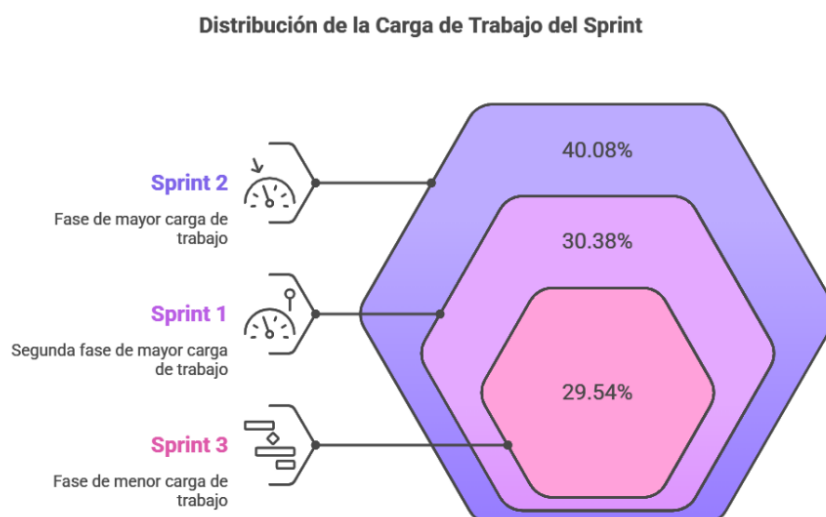 Distribución de la Carga de Trabajo del Sprint
40.08%
Sprint 2
Fase de mayor carga de
trabajo
30.38%
Sprint 1
Segunda fase de mayor carga
de trabajo
29.54%
Sprint 3
Fase de menor carga de
trabajo